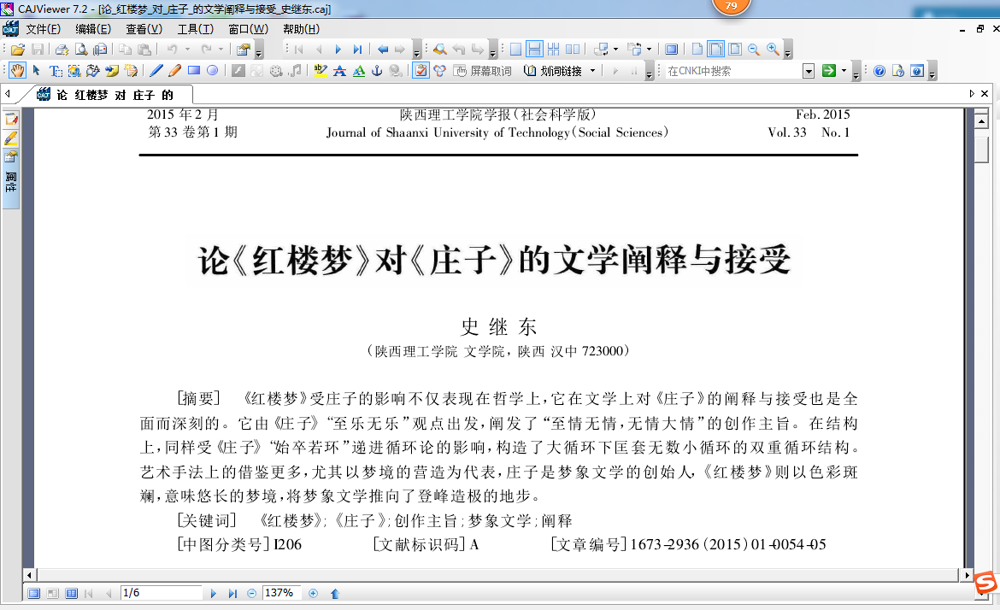 CAJViewer 7.2 - [论_红楼梦_对_庄子_的文学阐释与接受_史继东.caj]
79
文件(F) 编辑(E) 查看(V) 工具(T) 窗口(W) 帮助(H)
屏幕取词 划词链接 在CNKI中搜索
论 红楼梦 对 庄子 的
属性
2015 年 2 月 陕西理工学院学报(社会科学版) Feb. 2015
第 33 卷第 1 期 Journal of Shaanxi University of Technology(Social Sciences) Vol. 33 No. 1
论《红楼梦》对《庄子》的文学阐释与接受
史 继 东
(陕西理工学院 文学院, 陕西 汉中 723000)
[摘要] 《红楼梦》受庄子的影响不仅表现在哲学上,它在文学上对《庄子》的阐释与接受也是全
面而深刻的。它由《庄子》“至乐无乐”观点出发,阐发了“至情无情,无情大情”的创作主旨。在结构
上,同样受《庄子》“始卒若环”递进循环论的影响,构造了大循环下匡套无数小循环的双重循环结构。
艺术手法上的借鉴更多,尤其以梦境的营造为代表,庄子是梦象文学的创始人,《红楼梦》则以色彩斑
斓,意味悠长的梦境,将梦象文学推向了登峰造极的地步。
[关键词] 《红楼梦》;《庄子》;创作主旨;梦象文学;阐释
[中图分类号] I206 [文献标识码] A [文章编号] 1673-2936 (2015) 01-0054-05
1/6 137%